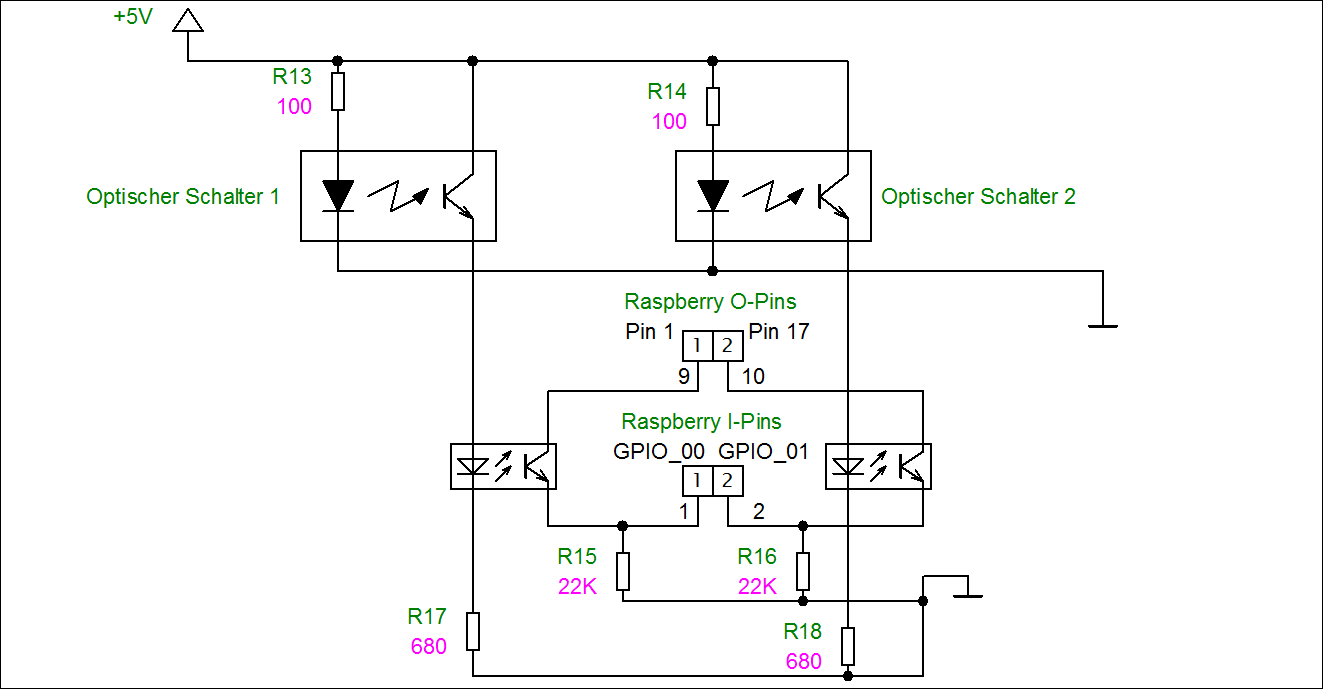 +5V
R13
100
R14
100
Optischer Schalter 1
Optischer Schalter 2
Raspberry O-Pins
Pin 1
Pin 17
1 2
9
10
Raspberry I-Pins
GPIO_00 GPIO_01
1 2
1
2
R15
22K
R16
22K
R17
680
R18
680